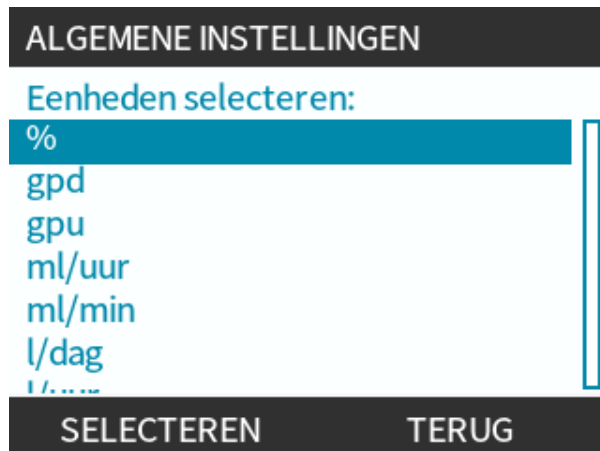 ALGEMENE INSTELLINGEN
Eenheden selecteren:
%
gpd
gpu
ml/uur
ml/min
l/dag
SELECTEREN TERUG